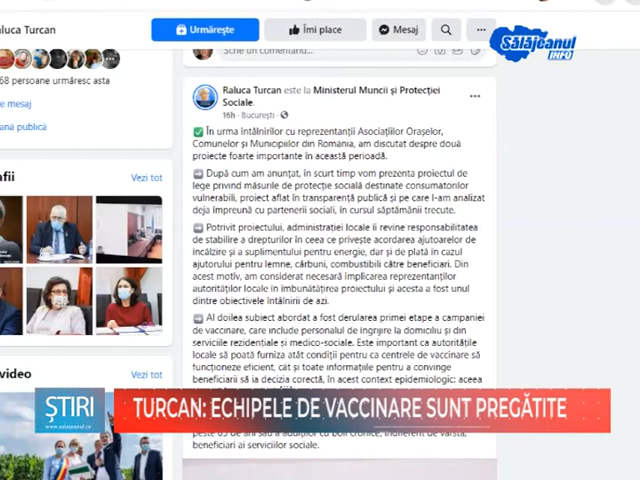 aluca Turcan
Urmărește
Îmi place
Mesaj
Sălăjeanul
INFO
Scrie un comentariu...
68 persoane urmăresc asta
e mesaj
ană publică
afii
Vezi tot
video
Vezi tot
Raluca Turcan este la Ministerul Muncii și Protecției
Sociale.
16h · București ·
În urma întâlnirilor cu reprezentanții Asociațiilor Orașelor,
Comunelor și Municipiilor din România, am discutat despre două
proiecte foarte importante în această perioadă.
După cum am anunțat, în scurt timp vom prezenta proiectul de
lege privind măsurile de protecție socială destinate consumatorilor
vulnerabili, proiect aflat în transparență publică și pe care l-am analizat
deja împreună cu partenerii sociali, în cursul săptămânii trecute.
Potrivit proiectului, administrației locale îi revine responsabilitatea
de stabilire a drepturilor în ceea ce privește acordarea ajutoarelor de
încălzire și a suplimentului pentru energie, dar și de plată în cazul
ajutorului pentru lemne, cărbuni, combustibili către beneficiari. Din
acest motiv, am considerat necesară implicarea reprezentanților
autorităților locale în îmbunătățirea proiectului și acesta a fost unul
dintre obiectivele întâlnirii de azi.
Al doilea subiect abordat a fost derularea primei etape a campaniei
de vaccinare, care include personalul de îngrijire la domiciliu și din
serviciile rezidențiale și medico-sociale. Este important ca autoritățile
locale să poată furniza atât condiții pentru ca centrele de vaccinare să
funcționeze eficient, cât și toate informațiile pentru a convinge
beneficiarii să ia decizia corectă, în acest context epidemiologic: aceea
ȘTIRI
www.salajeanul.ro
TURCAN: ECHIPELE DE VACCINARE SUNT PREGĂTITE
peste 65 de ani sau a adulților cu boli cronice, indiferent de vârstă,
beneficiari ai serviciilor sociale.